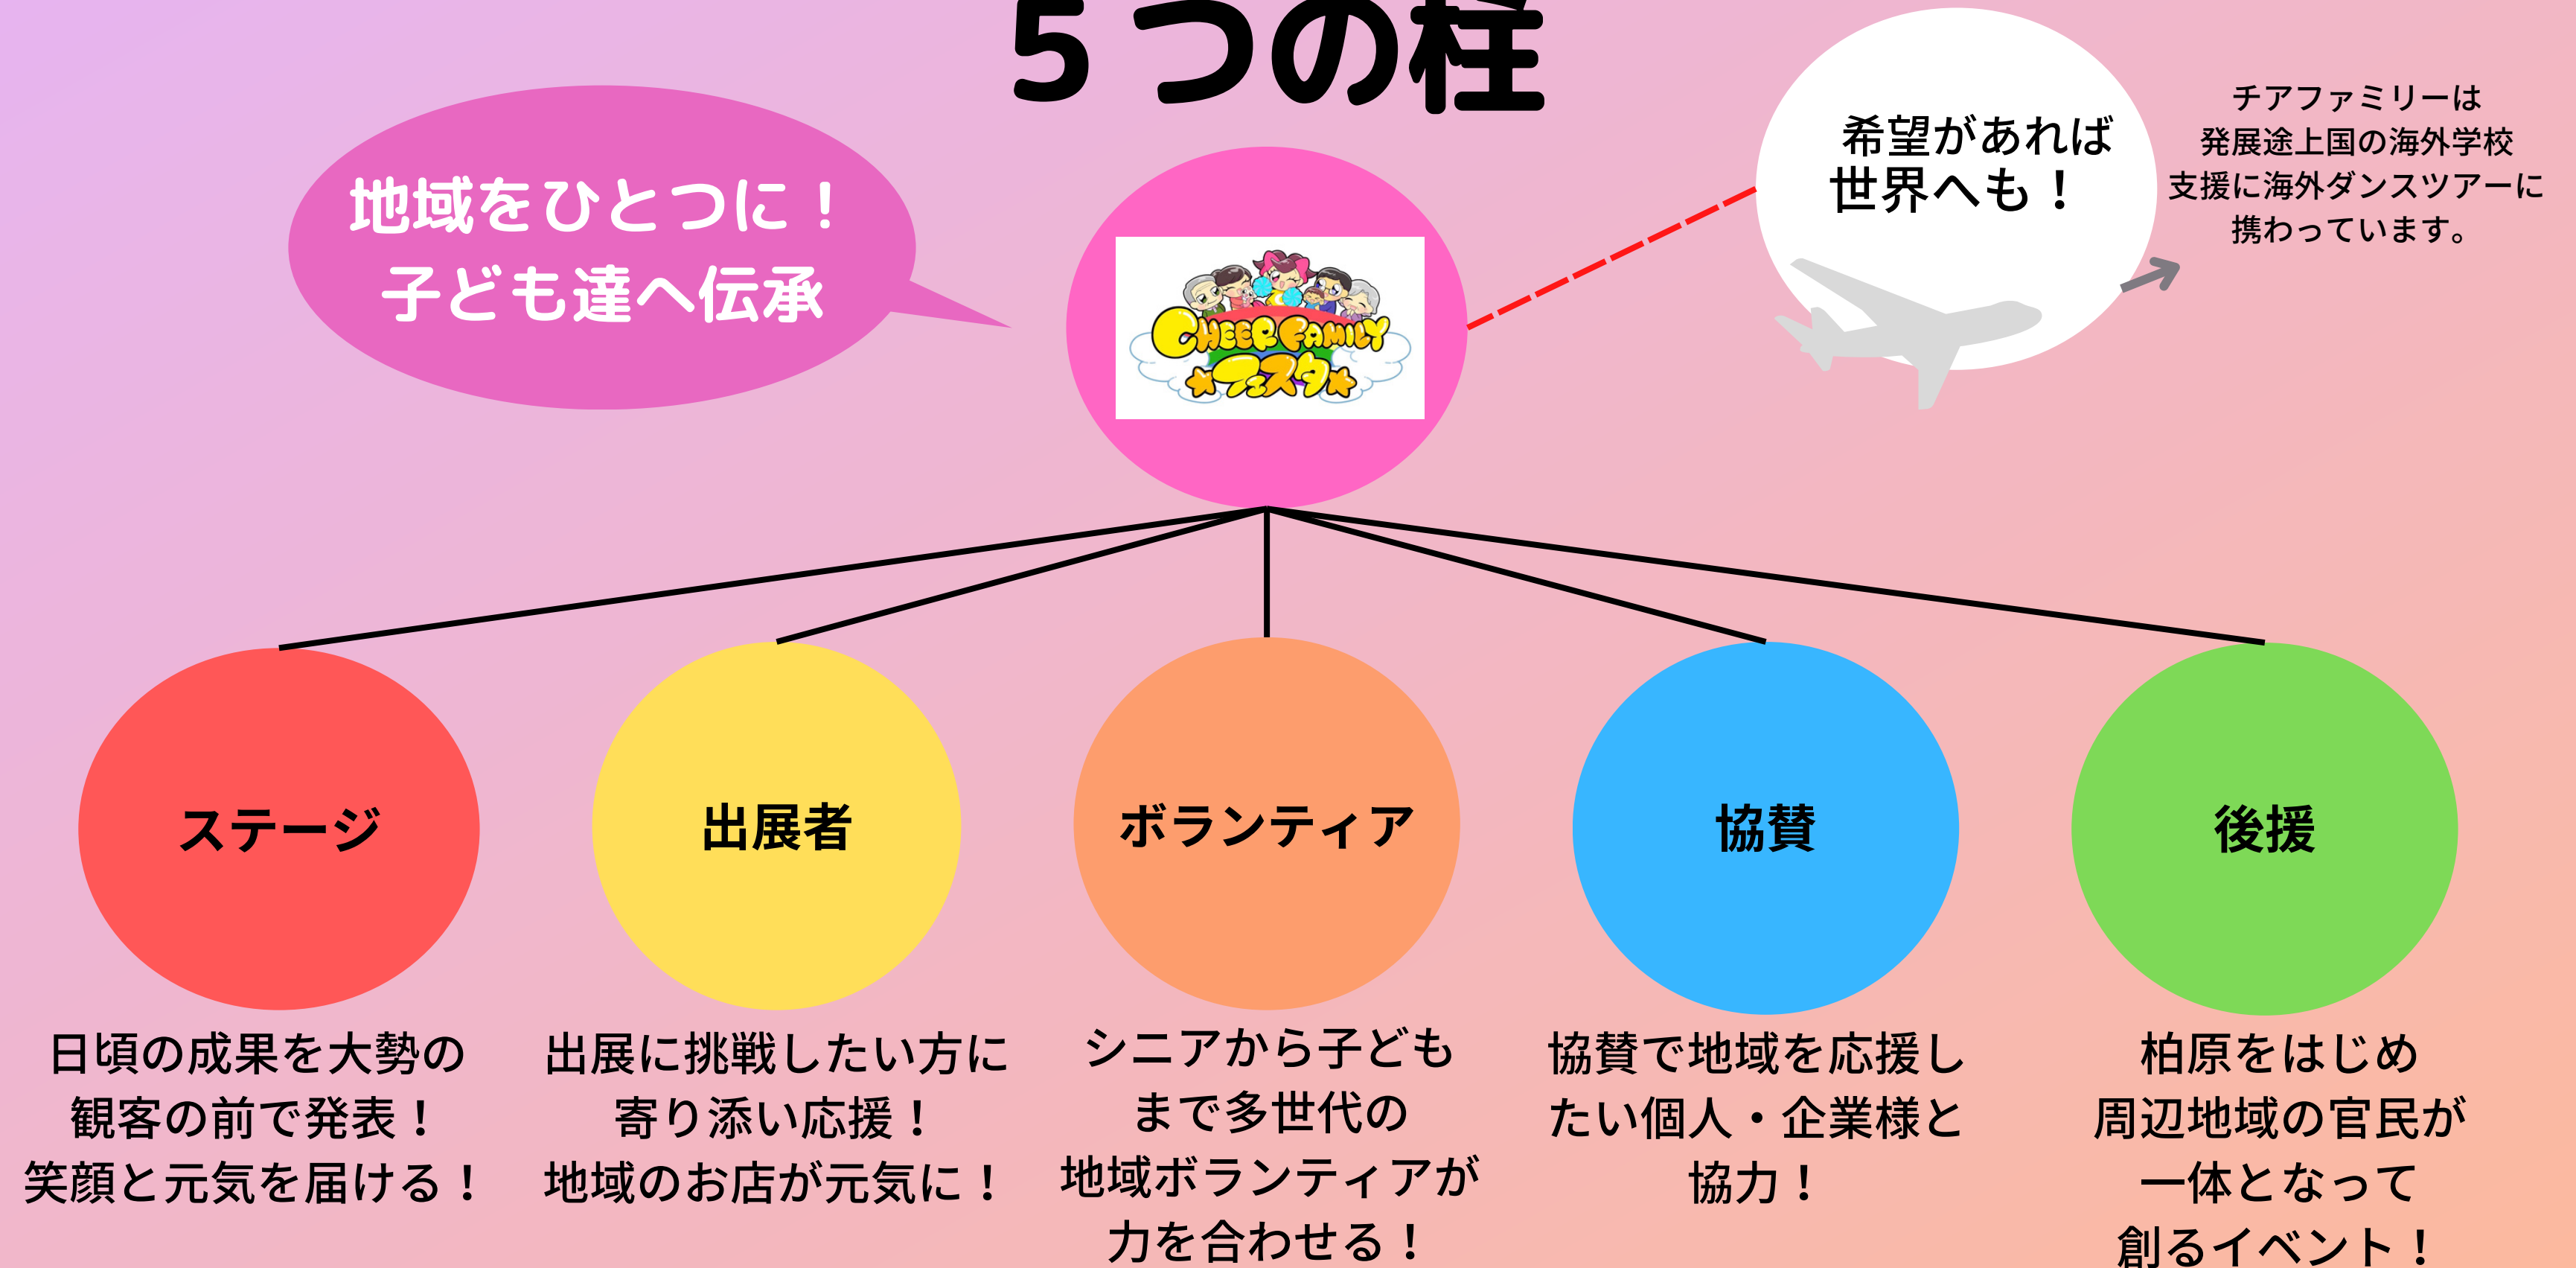 ５つの柱
地域をひとつに！
子ども達へ伝承
CHEER FAMILY
フェスタ
希望があれば
世界へも！
チアファミリーは
発展途上国の海外学校
支援に海外ダンスツアーに
携わっています。
ステージ
日頃の成果を大勢の
観客の前で発表！
笑顔と元気を届ける！
出展者
出展に挑戦したい方に
寄り添い応援！
地域のお店が元気に！
ボランティア
シニアから子ども
まで多世代の
地域ボランティアが
力を合わせる！
協賛
協賛で地域を応援し
たい個人・企業様と
協力！
後援
柏原をはじめ
周辺地域の官民が
一体となって
創るイベント！